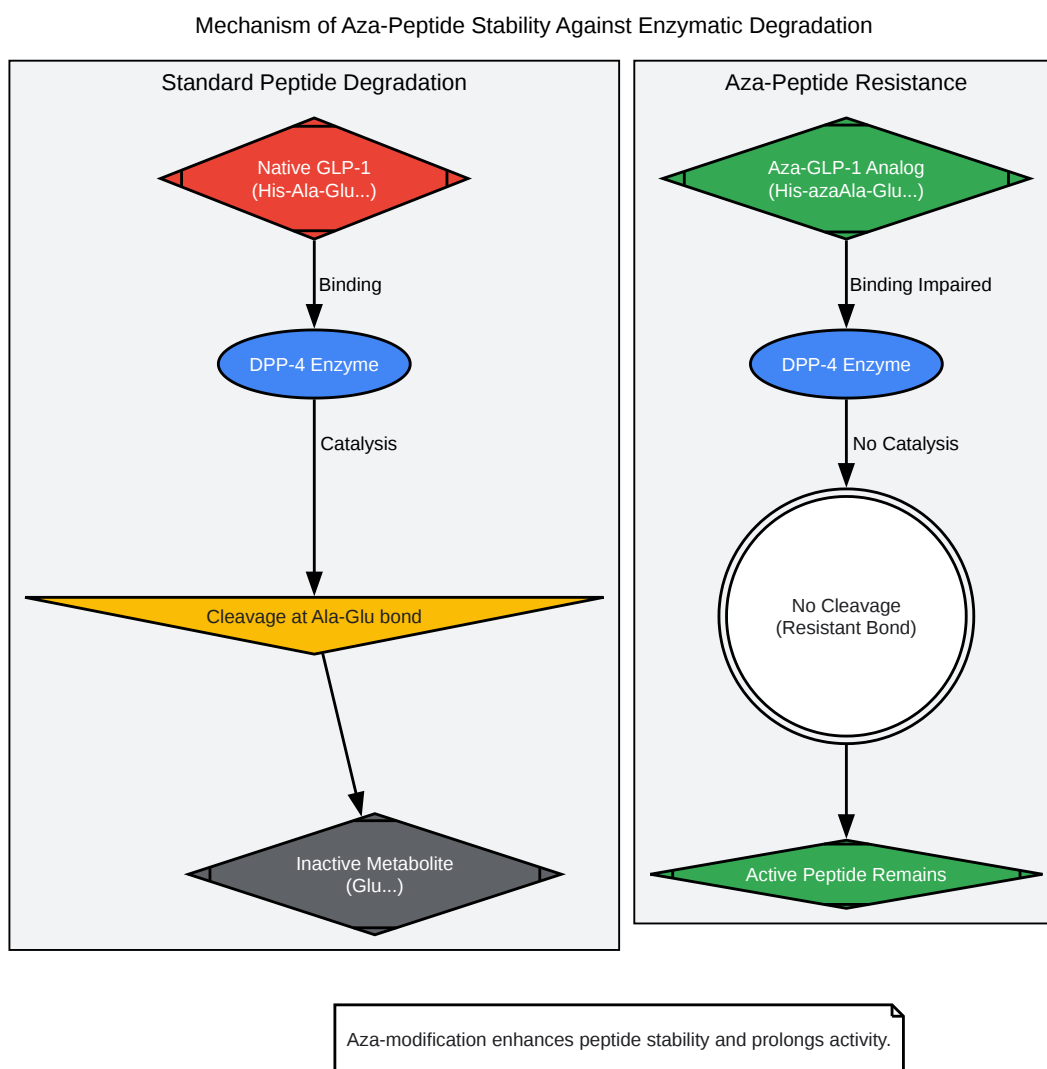 Mechanism of Aza-Peptide Stability Against Enzymatic Degradation
Standard Peptide Degradation
Native GLP-1
(His-Ala-Glu...)
Binding
DPP-4 Enzyme
Catalysis
Cleavage at Ala-Glu bond
Inactive Metabolite
(Glu...)
Aza-Peptide Resistance
Aza-GLP-1 Analog
(His-azaAla-Glu...)
Binding Impaired
DPP-4 Enzyme
No Catalysis
No Cleavage
(Resistant Bond)
Active Peptide Remains
Aza-modification enhances peptide stability and prolongs activity.